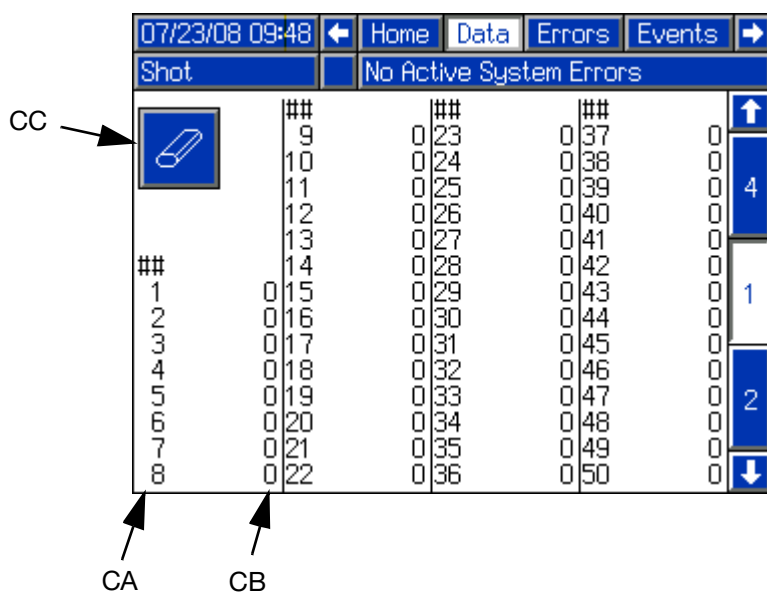 07/23/08 09:48 Home Data Errors Events
Shot No Active System Errors
CC
## ## ##
9 0 23 0 37 0
10 0 24 0 38 0
11 0 25 0 39 0
4
12 0 26 0 40 0
13 0 27 0 41 0
## 14 0 28 0 42 0
1 0 15 0 29 0 43 0
1
2 0 16 0 30 0 44 0
3 0 17 0 31 0 45 0
4 0 18 0 32 0 46 0
5 0 19 0 33 0 47 0
2
6 0 20 0 34 0 48 0
7 0 21 0 35 0 49 0
8 0 22 0 36 0 50 0
CA CB